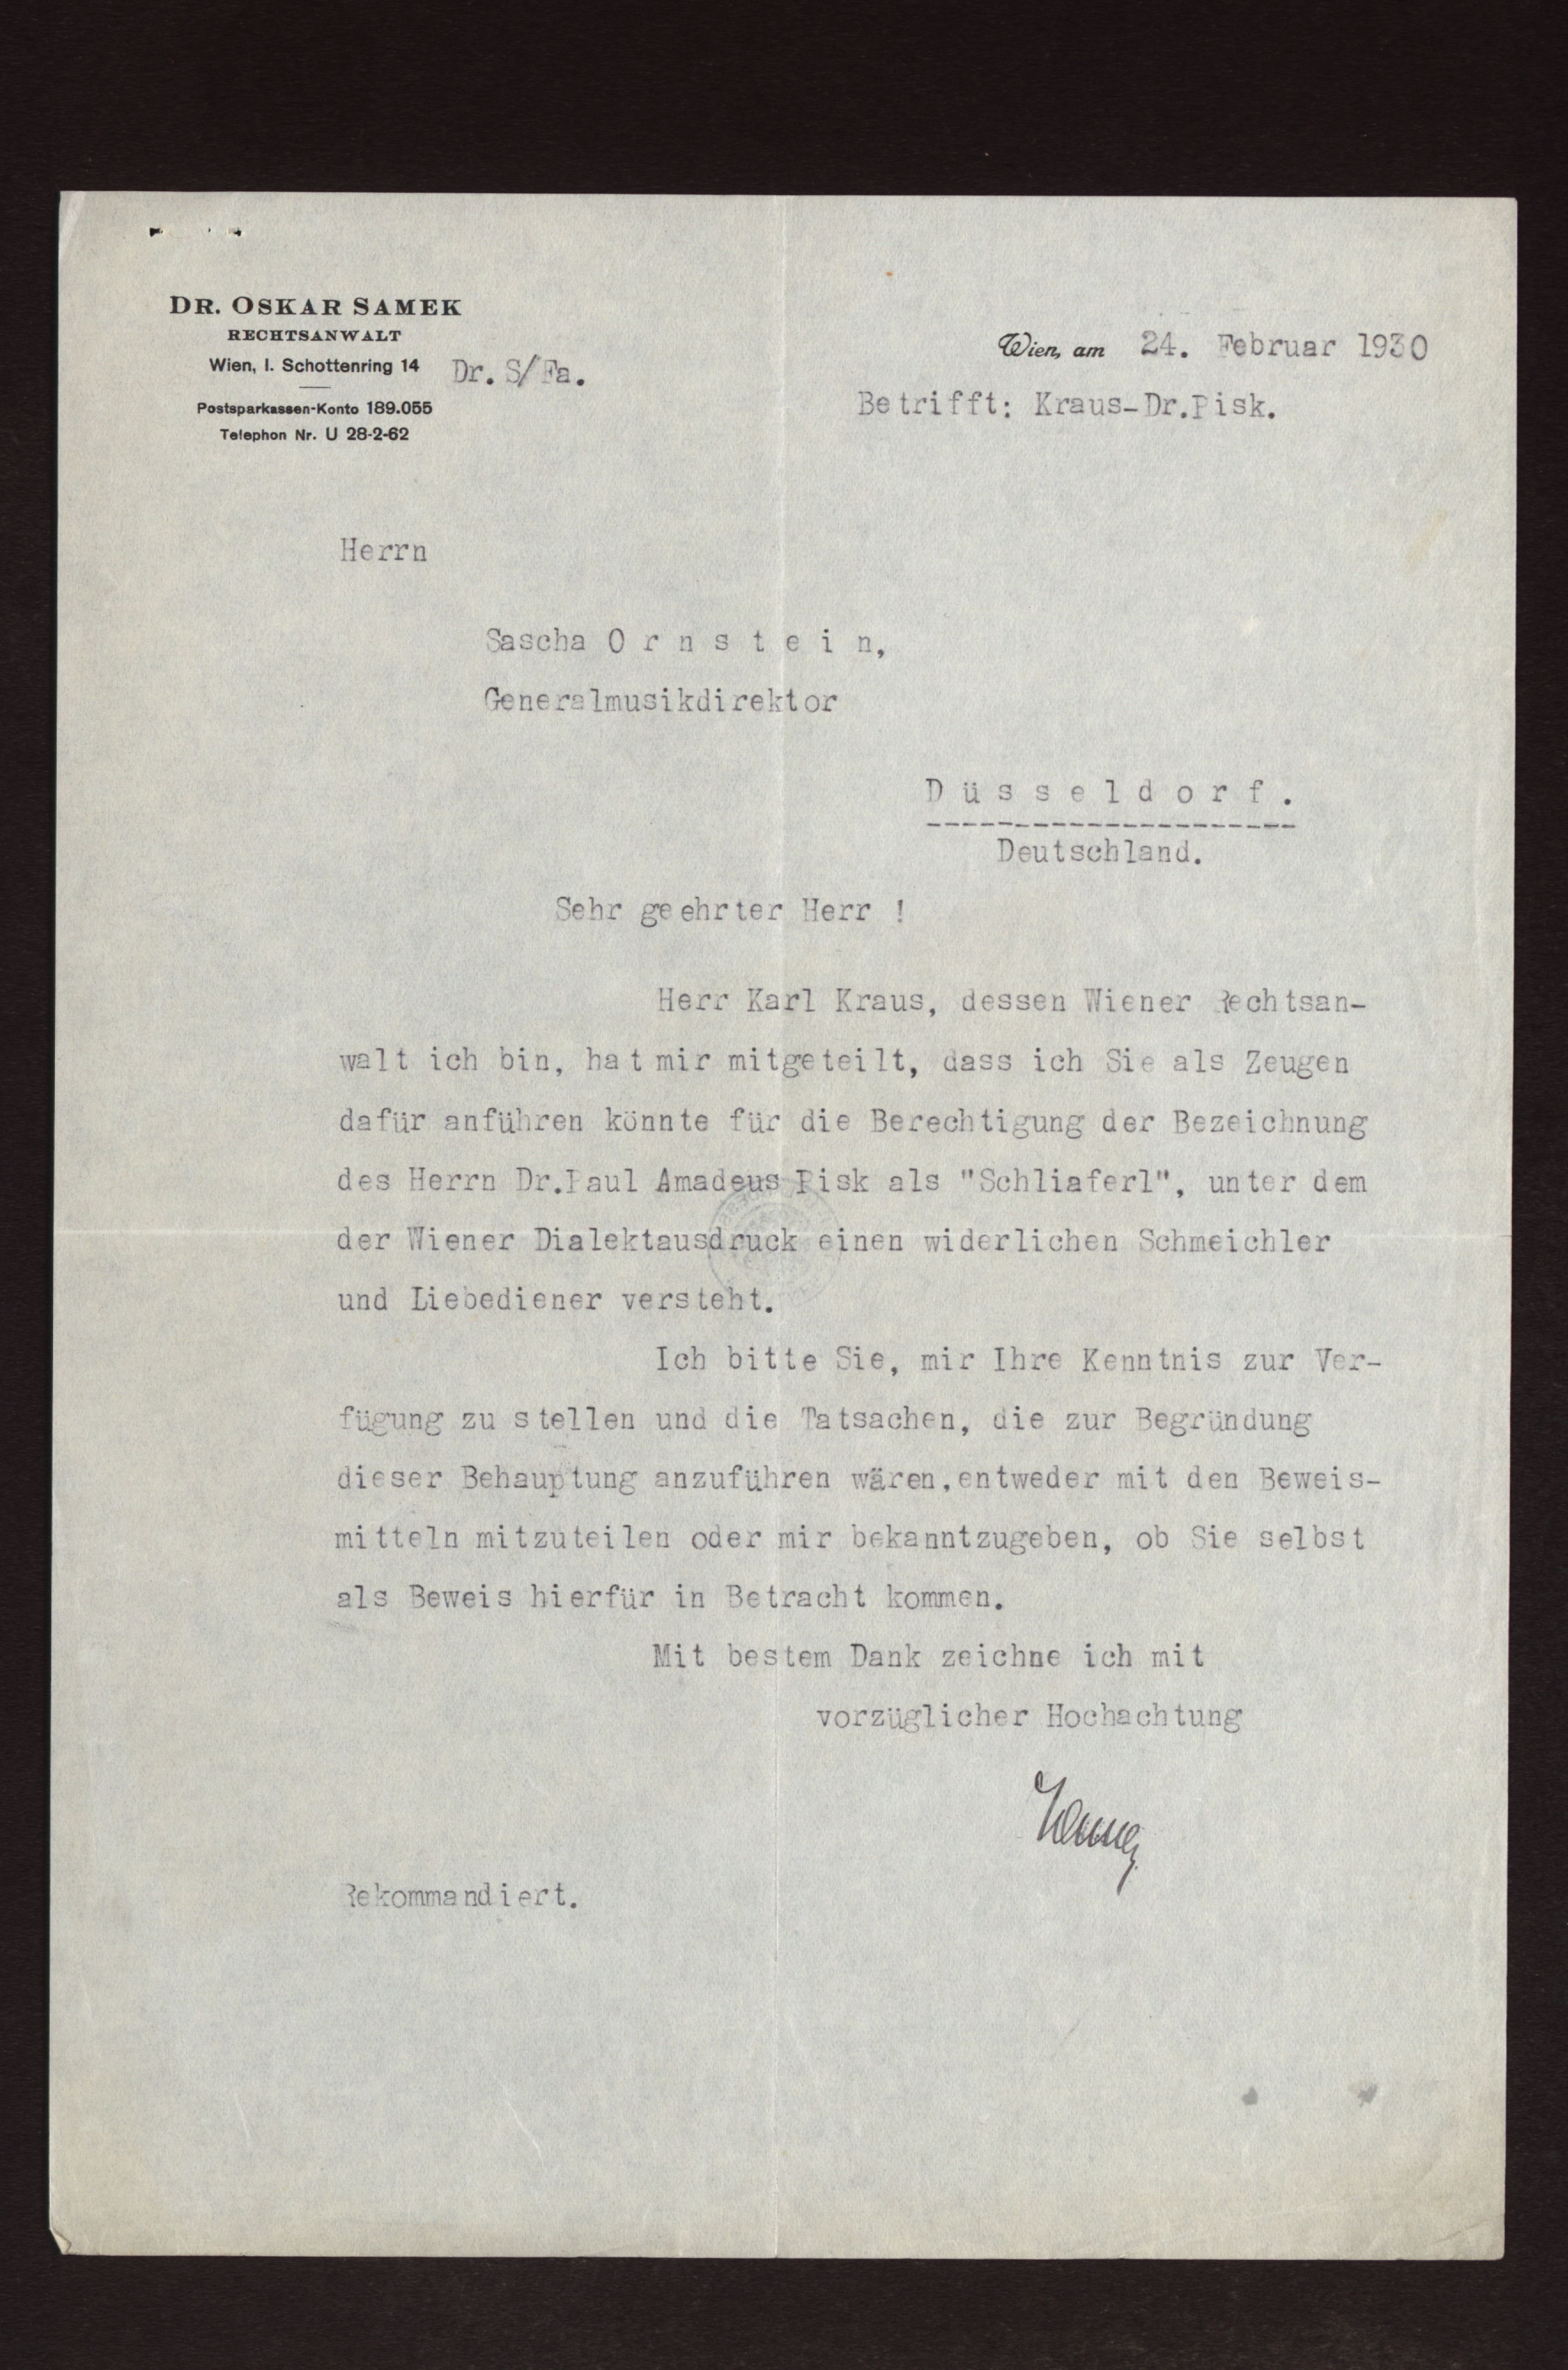 DR. OSKAR SAMEK
RECHTSANWALT
Wien, I. Schottenring 14
Dr. S/Fa.
Postsparkassen-Konto 189.055
Telephon Nr. U 28-2-62
Wien, am 24. Februar 1930
Betrifft: Kraus-Dr.Pisk.
Herrn
Sascha O r n s t e i n,
Generalmusikdirektor
D ü s s e l d o r f .
Deutschland.
Sehr geehrter Herr !
Herr Karl Kraus, dessen Wiener Rechtsan-
walt ich bin, hat mir mitgeteilt, dass ich Sie als Zeugen
dafür anführen könnte für die Berechtigung der Bezeichnung
des Herrn Dr.Paul Amadeus Pisk als "Schliaferl", unter dem
der Wiener Dialektausdruck einen widerlichen Schmeichler
und Liebediener versteht.
Ich bitte Sie, mir Ihre Kenntnis zur Ver-
fügung zu stellen und die Tatsachen, die zur Begründung
dieser Behauptung anzuführen wären,entweder mit den Beweis-
mitteln mitzuteilen oder mir bekanntzugeben, ob Sie selbst
als Beweis hierfür in Betracht kommen.
Mit bestem Dank zeichne ich mit
vorzüglicher Hochachtung
Rekommandiert.